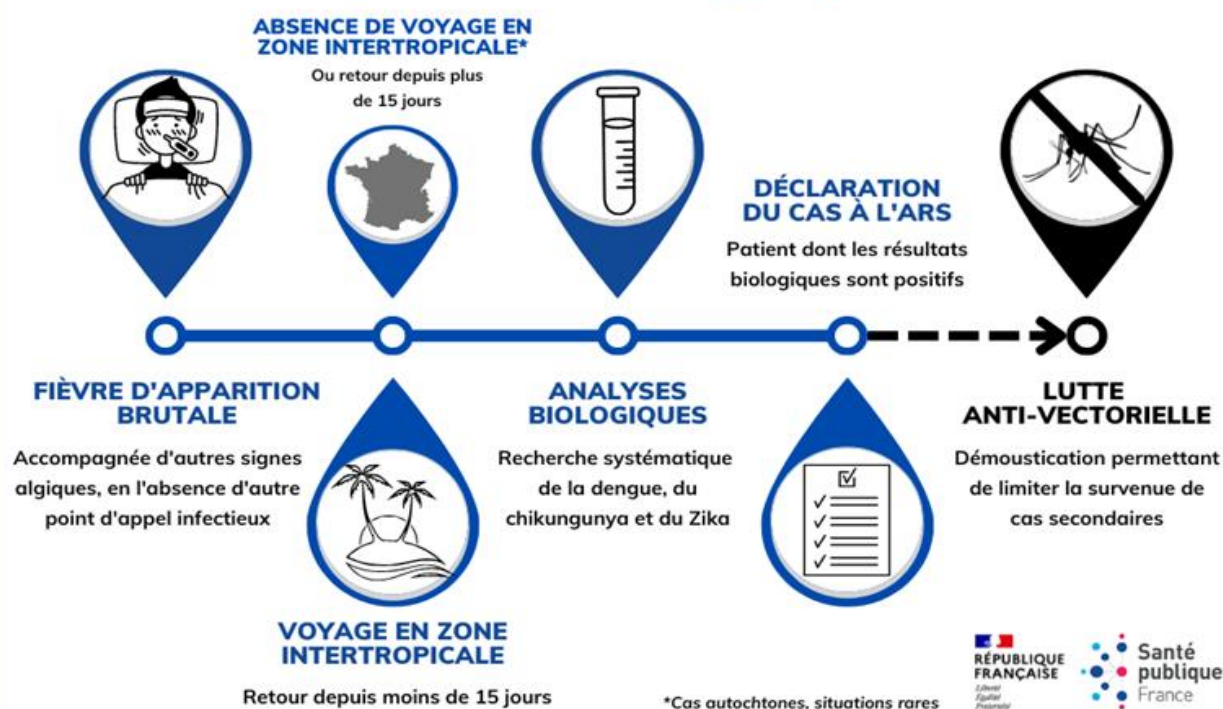 ABSENCE DE VOYAGE EN
ZONE INTERTROPICALE*
Ou retour depuis plus
de 15 jours
DÉCLARATION
DU CAS À L'ARS
Patient dont les résultats
biologiques sont positifs
FIÈVRE D'APPARITION
BRUTALE
Accompagnée d'autres signes
algiques, en l'absence d'autre
point d'appel infectieux
ANALYSES
BIOLOGIQUES
Recherche systématique
de la dengue, du
chikungunya et du Zika
LUTTE
ANTI-VECTORIELLE
Démoustication permettant
de limiter la survenue de
cas secondaires
VOYAGE EN ZONE
INTERTROPICALE
Retour depuis moins de 15 jours
*Cas autochtones, situations rares
RÉPUBLIQUE
FRANÇAISE
Liberté
Égalité
Fraternité
Santé
publique
France